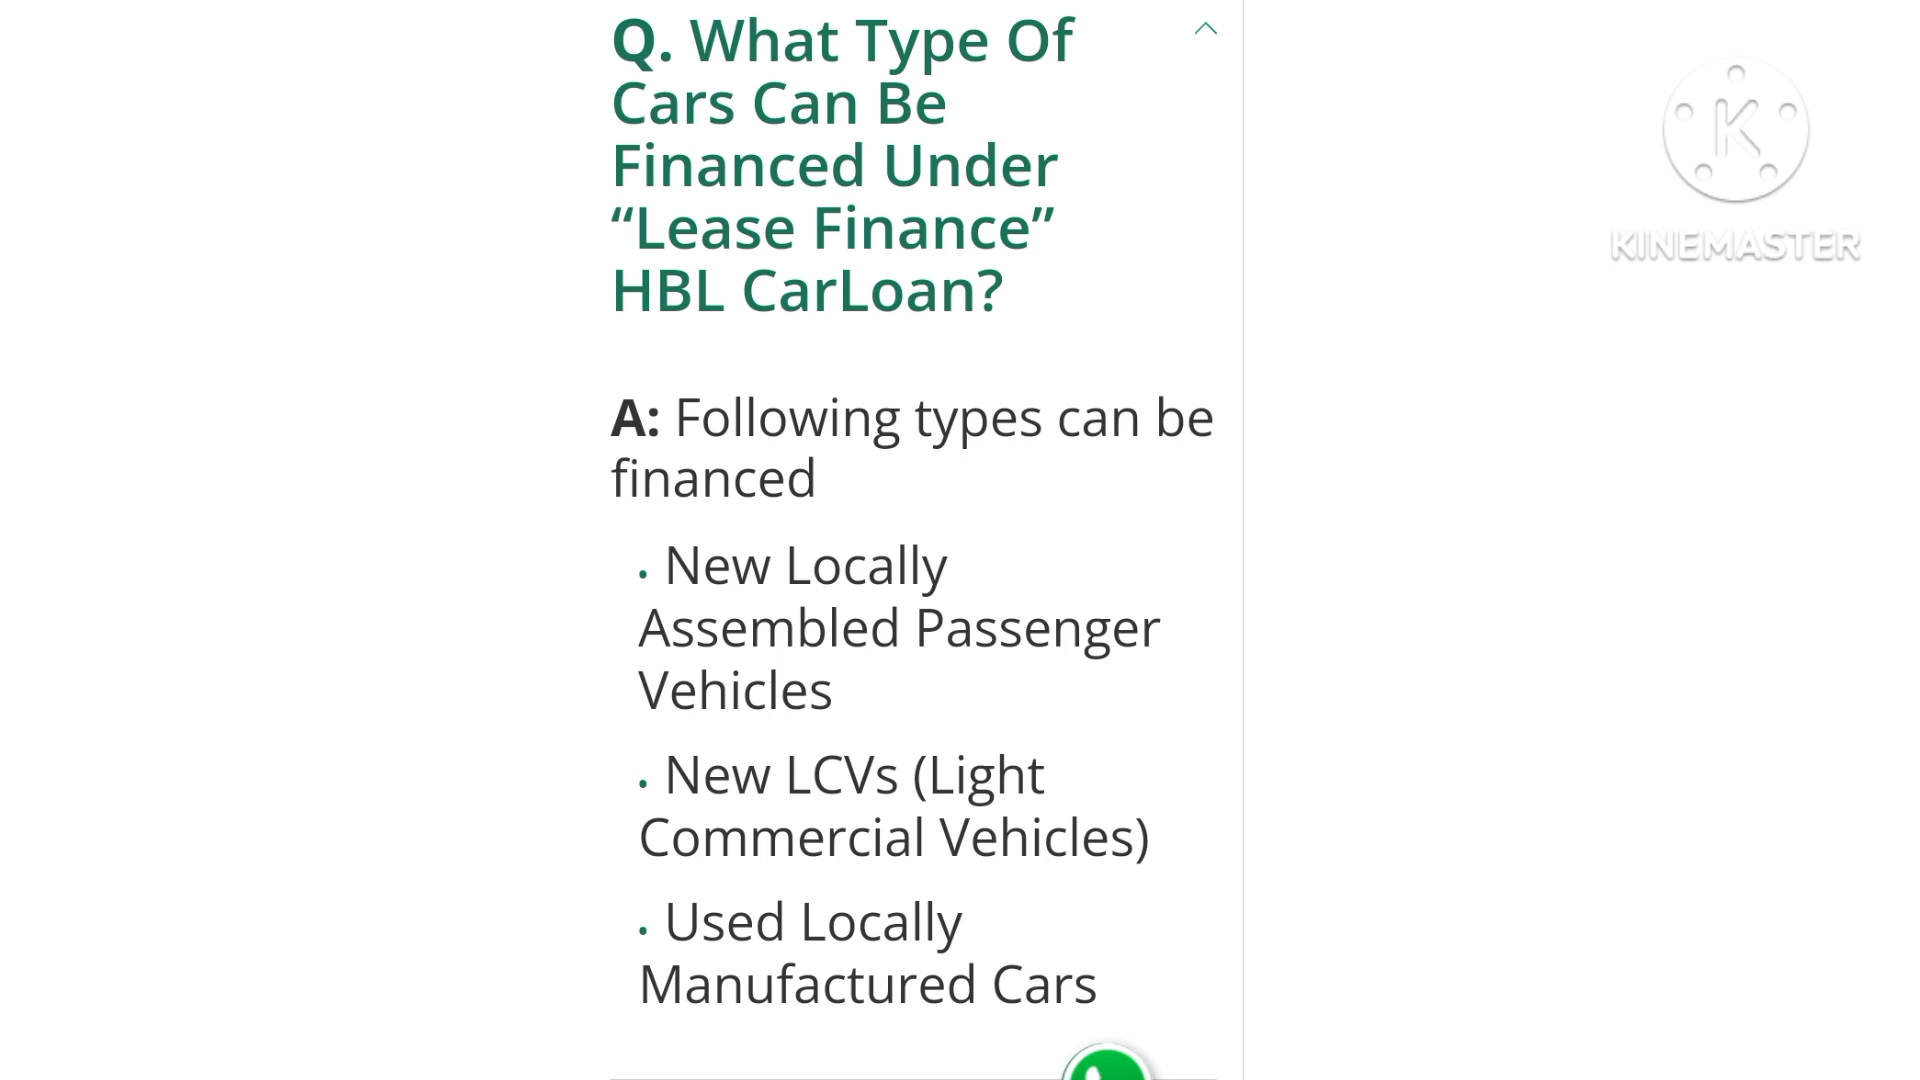 Q. What Type Of
Cars Can Be
Financed Under
“Lease Finance”
HBL CarLoan?
A: Following types can be
financed
• New Locally
Assembled Passenger
Vehicles
• New LCVs (Light
Commercial Vehicles)
• Used Locally
Manufactured Cars
K
KINEMASTER